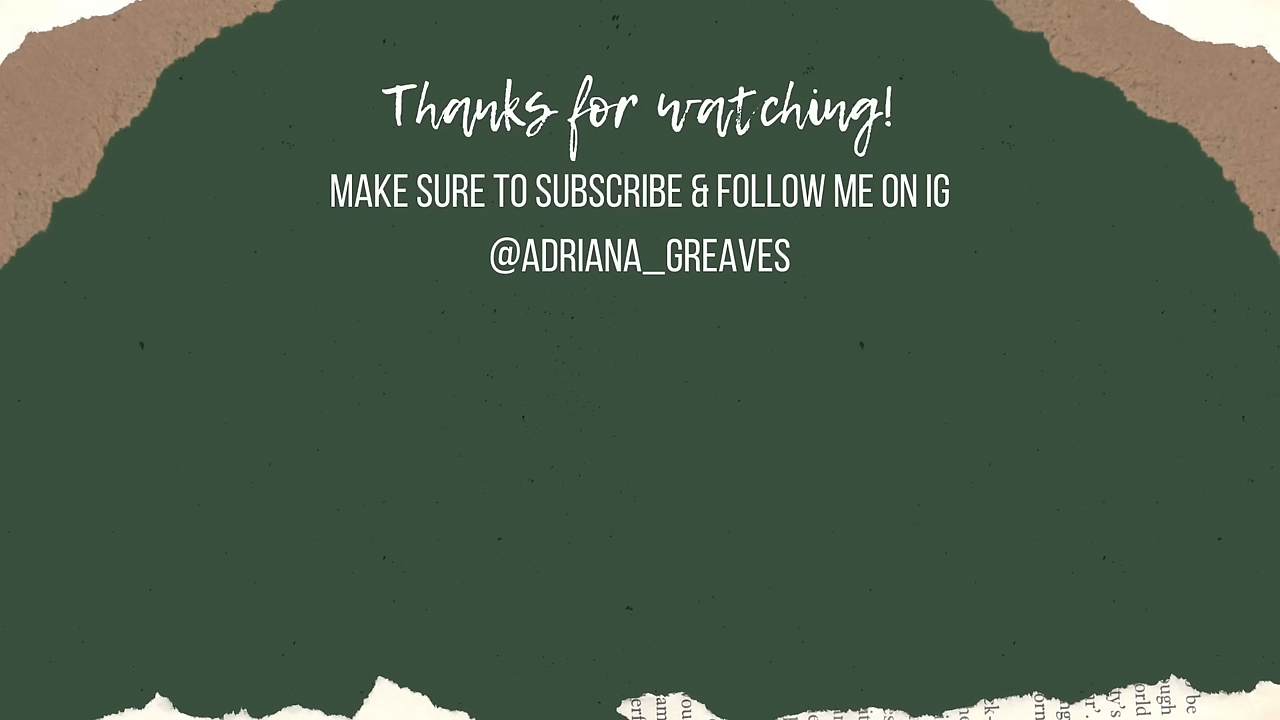 Thanks for watching!
MAKE SURE TO SUBSCRIBE & FOLLOW ME ON IG
@ADRIANA_GREAVES